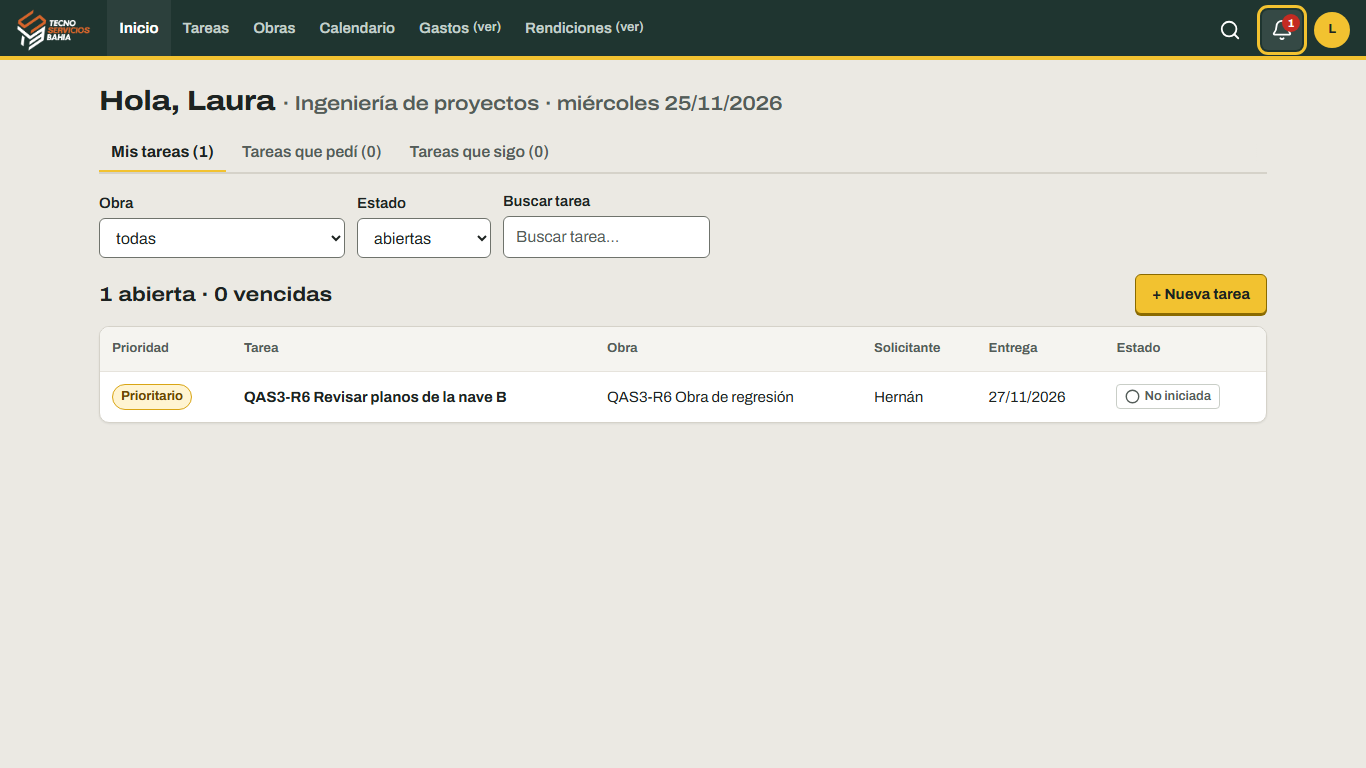 TECNO SERVICIOS BAHIA
Inicio Tareas Obras Calendario Gastos (ver) Rendiciones (ver) 1 L
Hola, Laura · Ingeniería de proyectos · miércoles 25/11/2026
Mis tareas (1) Tareas que pedí (0) Tareas que sigo (0)
Obra Estado Buscar tarea
todas abiertas Buscar tarea...
1 abierta · 0 vencidas + Nueva tarea
Prioridad Tarea Obra Solicitante Entrega Estado
Prioritario QAS3-R6 Revisar planos de la nave B QAS3-R6 Obra de regresión Hernán 27/11/2026 No iniciada